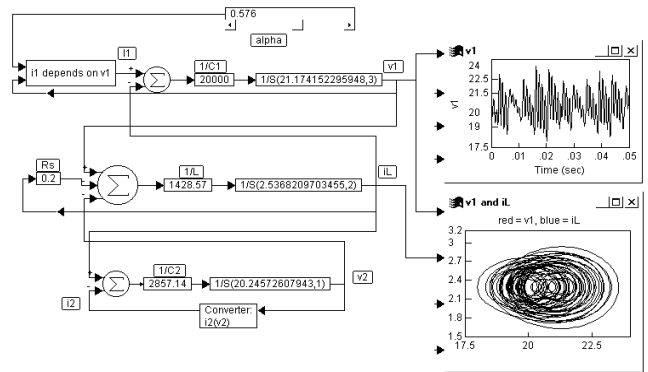 0.576
alpha
i1 depends on v1
I1
+
-
Σ
1/C1
20000
1/S(21.174152295948,3)
v1
Rs
0.2
+
-
-
Σ
1/L
1428.57
1/S(2.5368209703455,2)
iL
+
-
Σ
1/C2
2857.14
1/S(20.24572607943,1)
v2
i2
Converter:
i2(v2)
v1
v1
24
22.5
21
19
17.5
0 .01 .02 .03 .04 .05
Time (sec)
v1 and iL
red = v1, blue = iL
3.2
3
2.7
2.4
2.1
1.8
1.5
17.5 20 22.5